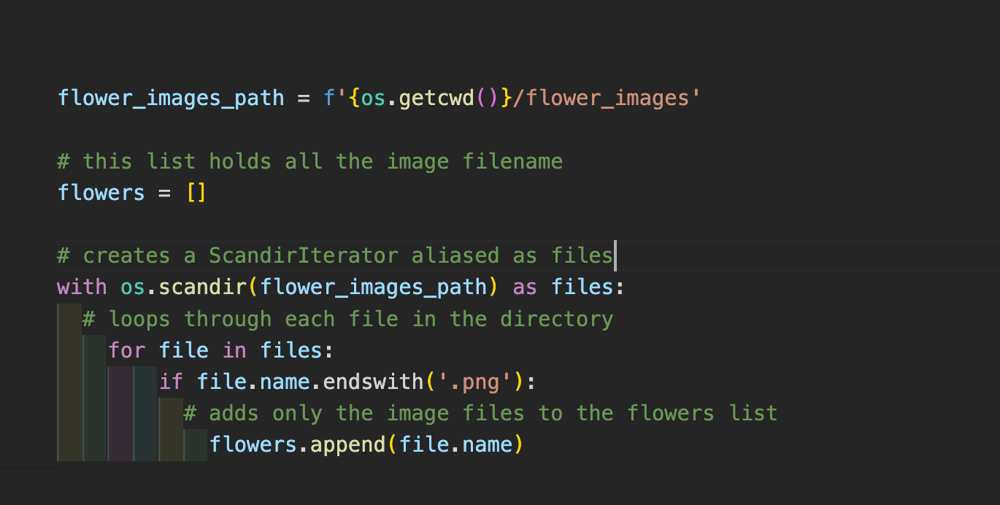 flower_images_path = f'{os.getcwd()}/flower_images'
# this list holds all the image filename
flowers = []
# creates a ScandirIterator aliased as files
with os.scandir(flower_images_path) as files:
  # loops through each file in the directory
    for file in files:
        if file.name.endswith('.png'):
          # adds only the image files to the flowers list
            flowers.append(file.name)